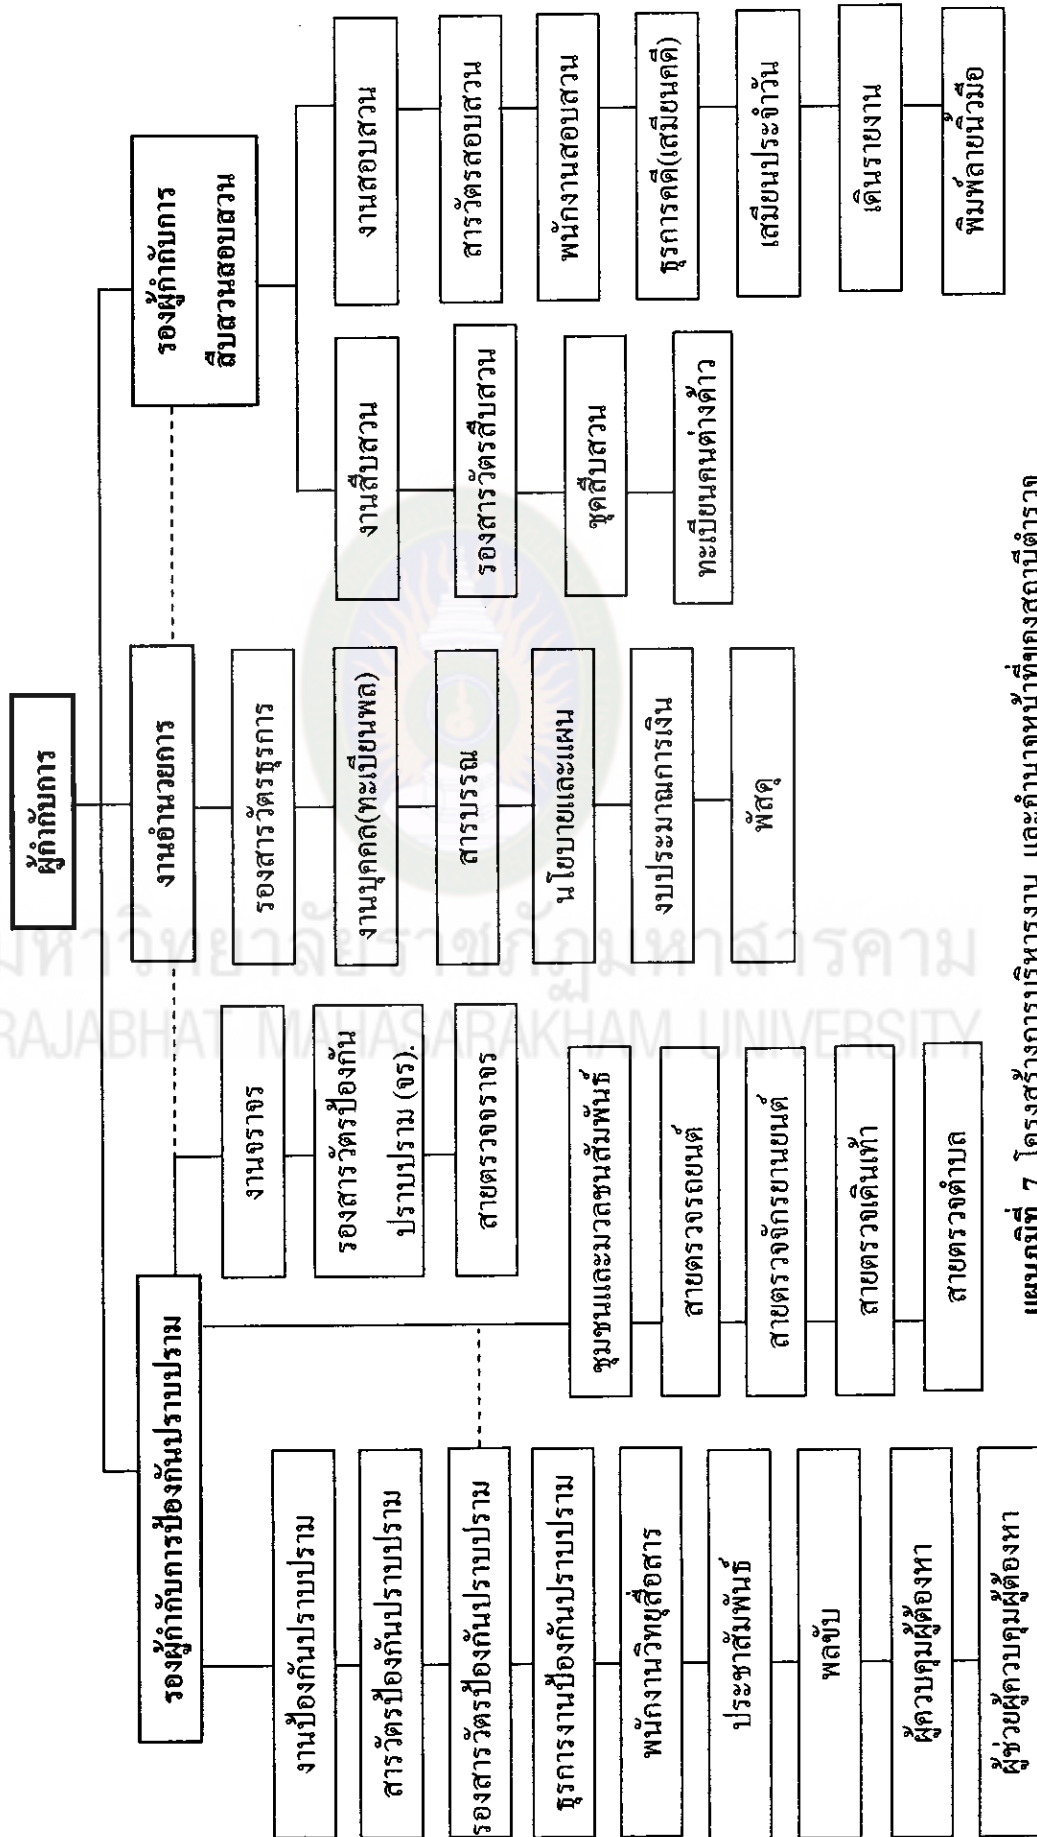 ผู้กำกับการ
รองผู้กำกับการป้องกันปราบปราม
งานอำนวยการ
รองผู้กำกับการ
สืบสวนสอบสวน
งานป้องกันปราบปราม
สารวัตรป้องกันปราบปราม
รองสารวัตรป้องกันปราบปราม
ธุรการงานป้องกันปราบปราม
พนักงานวิทยุสื่อสาร
ประชาสัมพันธ์
พลขับ
ผู้ควบคุมผู้ต้องหา
ผู้ช่วยผู้ควบคุมผู้ต้องหา
ชุมชนและมวลชนสัมพันธ์
สายตรวจรถยนต์
สายตรวจจักรยานยนต์
สายตรวจเดินเท้า
สายตรวจตำบล
งานจราจร
รองสารวัตรป้องกัน
ปราบปราม (จร).
สายตรวจจราจร
รองสารวัตรธุรการ
งานบุคคล(ทะเบียนพล)
สารบรรณ
นโยบายและแผน
งบประมาณการเงิน
พัสดุ
งานสืบสวน
รองสารวัตรสืบสวน
ชุดสืบสวน
ทะเบียนคนต่างด้าว
งานสอบสวน
สารวัตรสอบสวน
พนักงานสอบสวน
ธุรการคดี(เสมียนคดี)
เสมียนประจำวัน
เดินรายงาน
พิมพ์ลายนิ้วมือ
แผนภูมิที่ 7 โครงสร้างการบริหารงาน และอำนาจหน้าที่ของสถานีตำรวจ
มหาวิทยาลัยราชภัฏมหาสารคาม
RAJABHAT MAHASARAKHAM UNIVERSITY